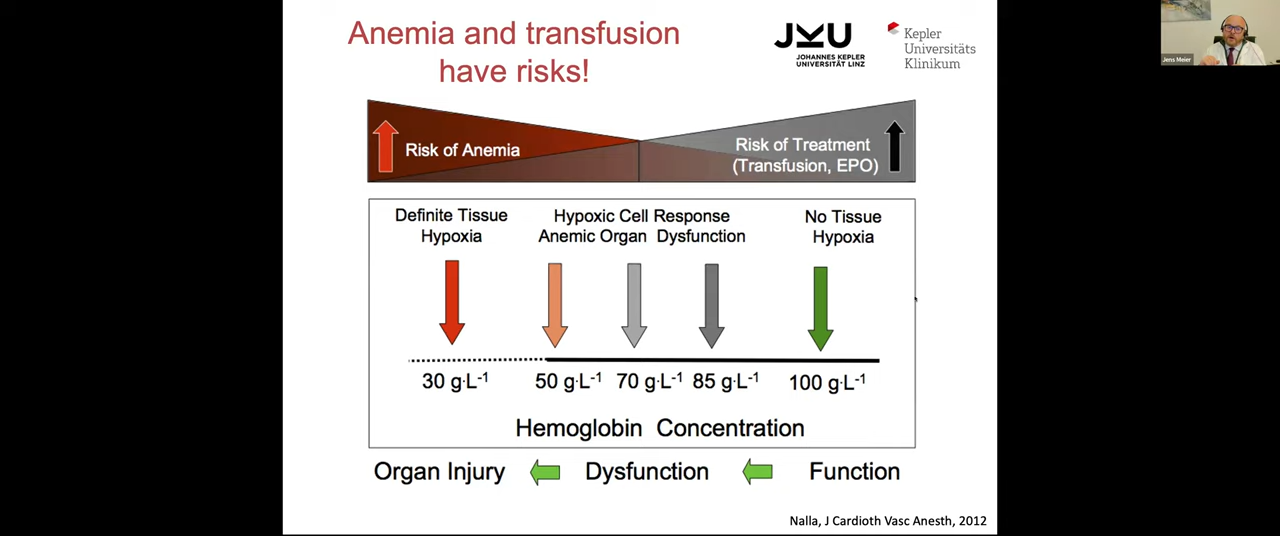 Anemia and transfusion
have risks!
JKU
JOHANNES KEPLER
UNIVERSITÄT LINZ
Kepler
Universitäts
Klinikum
Jens Meier
Risk of Anemia
Risk of Treatment
(Transfusion, EPO)
Definite Tissue
Hypoxia
Hypoxic Cell Response
Anemic Organ Dysfunction
No Tissue
Hypoxia
30 g·L⁻¹ 50 g·L⁻¹ 70 g·L⁻¹ 85 g·L⁻¹ 100 g·L⁻¹
Hemoglobin Concentration
Organ Injury Dysfunction Function
Nalla, J Cardioth Vasc Anesth, 2012